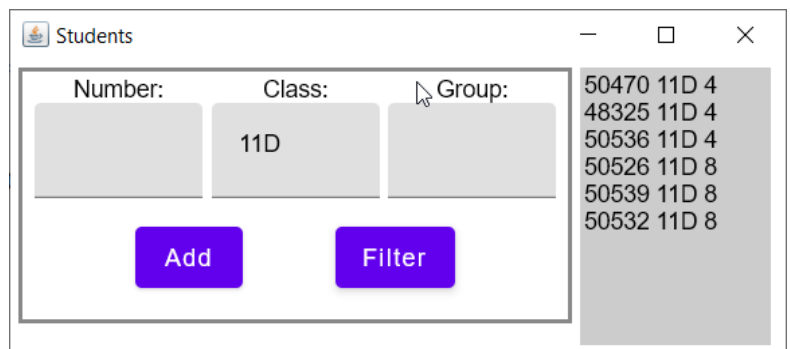 Students
Number: Class: Group:
11D
Add Filter
50470 11D 4
48325 11D 4
50536 11D 4
50526 11D 8
50539 11D 8
50532 11D 8